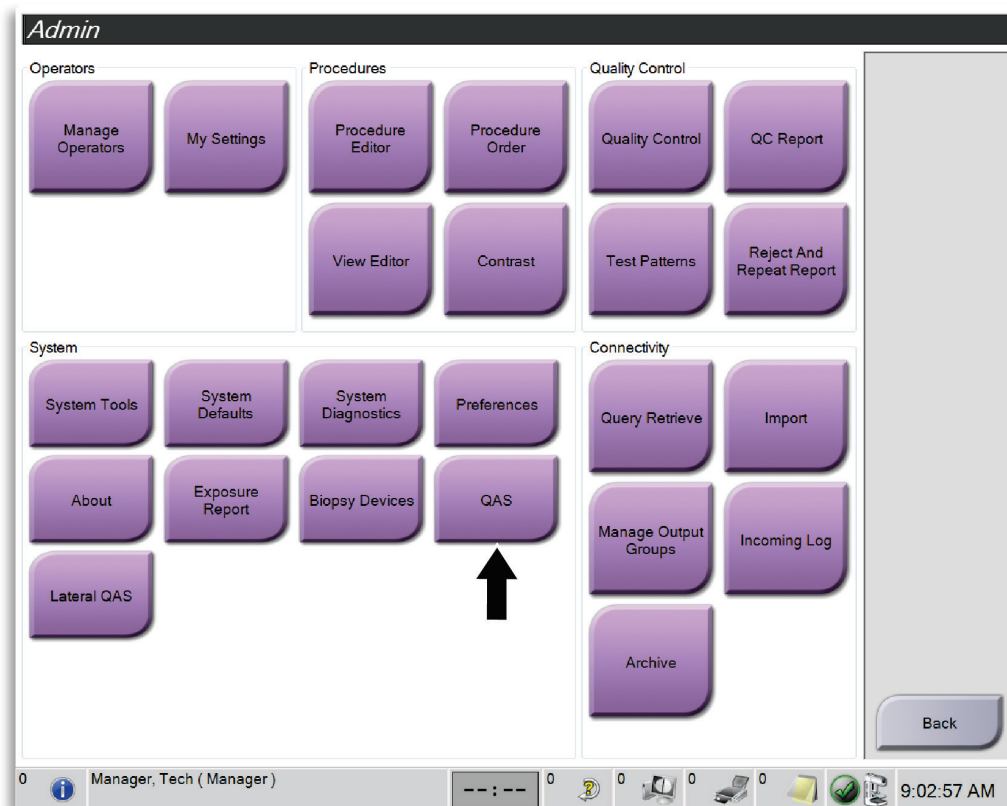 Admin
Operators
Manage
Operators
My Settings
Procedures
Procedure
Editor
Procedure
Order
View Editor
Contrast
Quality Control
Quality Control
QC Report
Test Patterns
Reject And
Repeat Report
System
System Tools
System
Defaults
System
Diagnostics
Preferences
About
Exposure
Report
Biopsy Devices
QAS
Lateral QAS
Connectivity
Query Retrieve
Import
Manage Output
Groups
Incoming Log
Archive
Back
0
Manager, Tech ( Manager )
--:--
0
0
0
0
9:02:57 AM